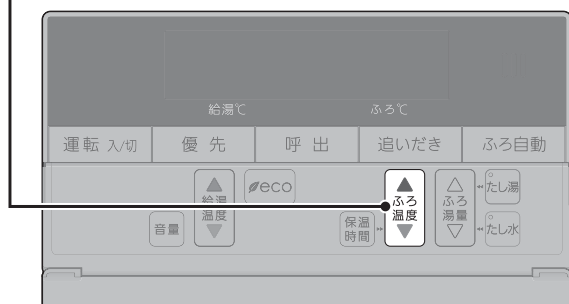 給湯℃ ふろ℃
運転 入/切 優先 呼出 追いだき ふろ自動
給湯温度
eco
音量
保温時間
ふろ温度
ふろ湯量
たし湯
たし水